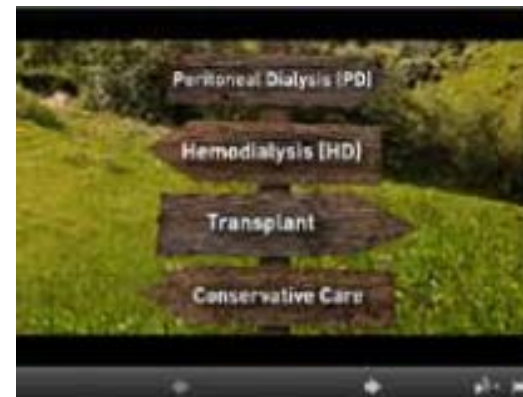 Peritoneal Dialysis (PD)
Hemodialysis (HD)
Transplant
Conservative Care